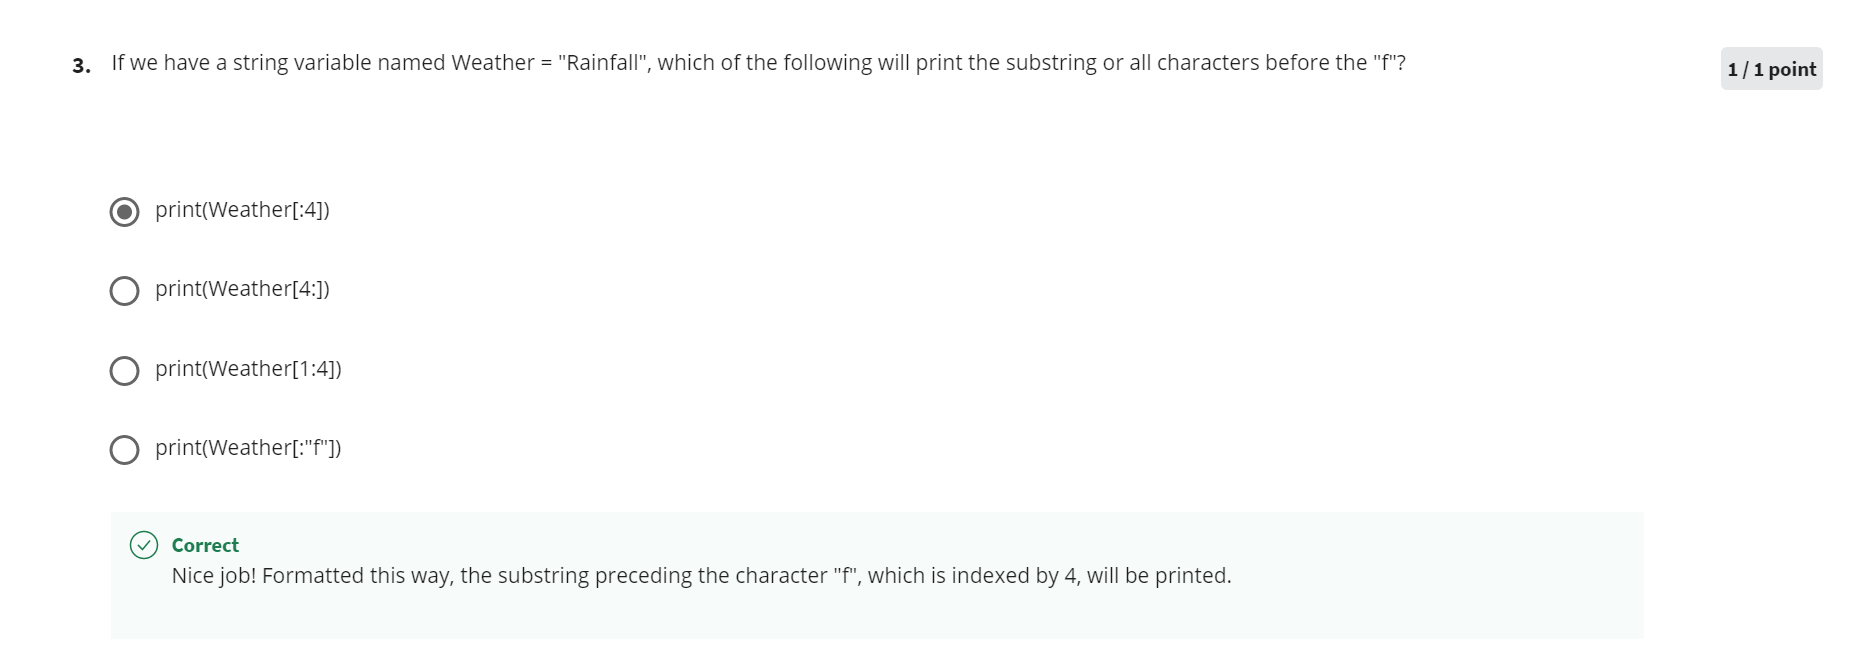 3. If we have a string variable named Weather = "Rainfall", which of the following will print the substring or all characters before the "f"?
1 / 1 point
print(Weather[:4])
print(Weather[4:])
print(Weather[1:4])
print(Weather[:"f"])
Correct
Nice job! Formatted this way, the substring preceding the character "f", which is indexed by 4, will be printed.